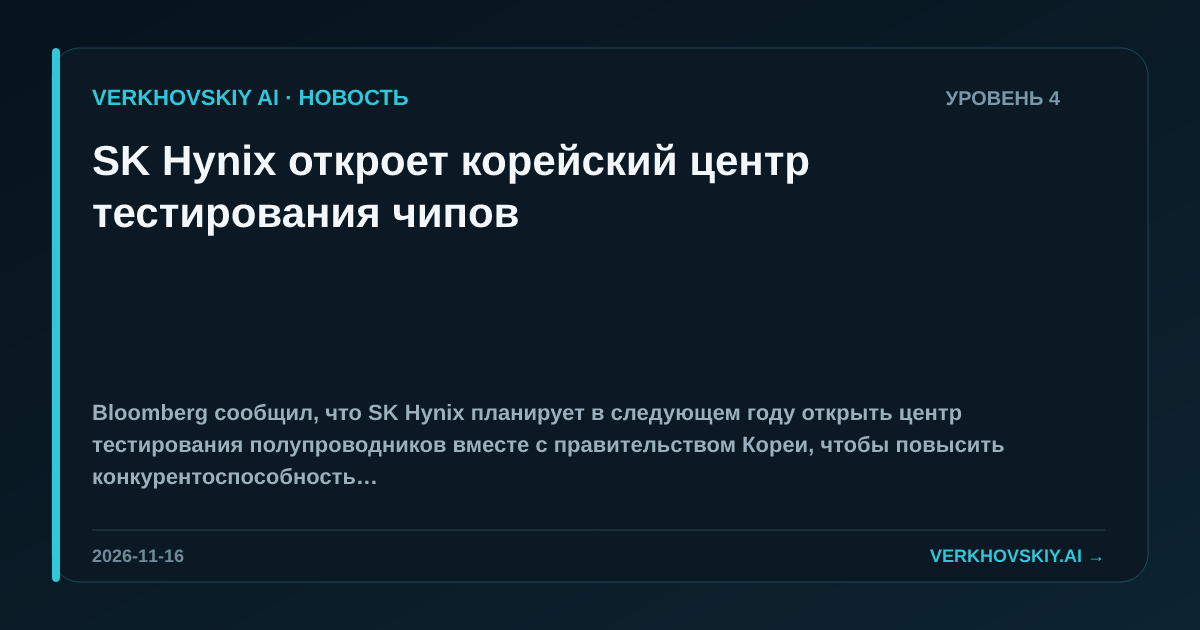 VERKHOVSKIY AI · НОВОСТЬ
УРОВЕНЬ 4
SK Hynix откроет корейский центр
тестирования чипов
Bloomberg сообщил, что SK Hynix планирует в следующем году открыть центр
тестирования полупроводников вместе с правительством Кореи, чтобы повысить
конкурентоспособность…
2026-11-16
VERKHOVSKIY.AI →